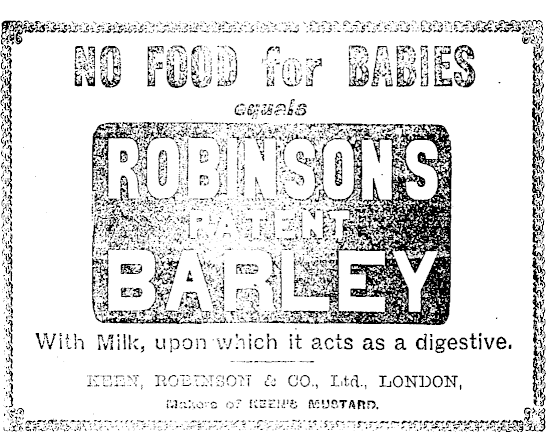 NO FOOD for BABIES
equals
ROBINSON'S
PATENT
BARLEY
With Milk, upon which it acts as a digestive.
KEEN, ROBINSON & CO., Ltd., LONDON,
Makers of KEEN'S MUSTARD.